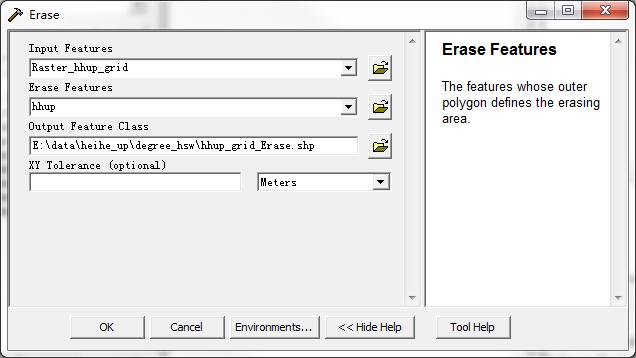 Erase
Input Features
Raster_hhup_grid
Erase Features
hhup
Output Feature Class
E:\data\heihe_up\degree_hsw\hhup_grid_Erase.shp
XY Tolerance (optional)
Meters
Erase Features
The features whose outer
polygon defines the erasing
area.
OK
Cancel
Environments...
<< Hide Help
Tool Help